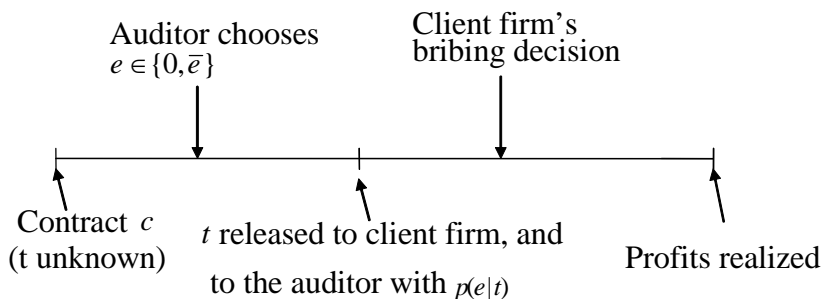 Auditor chooses
e ∈ {0, e̅}
Client firm's
bribing decision
Contract c
(t unknown)
t released to client firm, and
to the auditor with p(e|t)
Profits realized